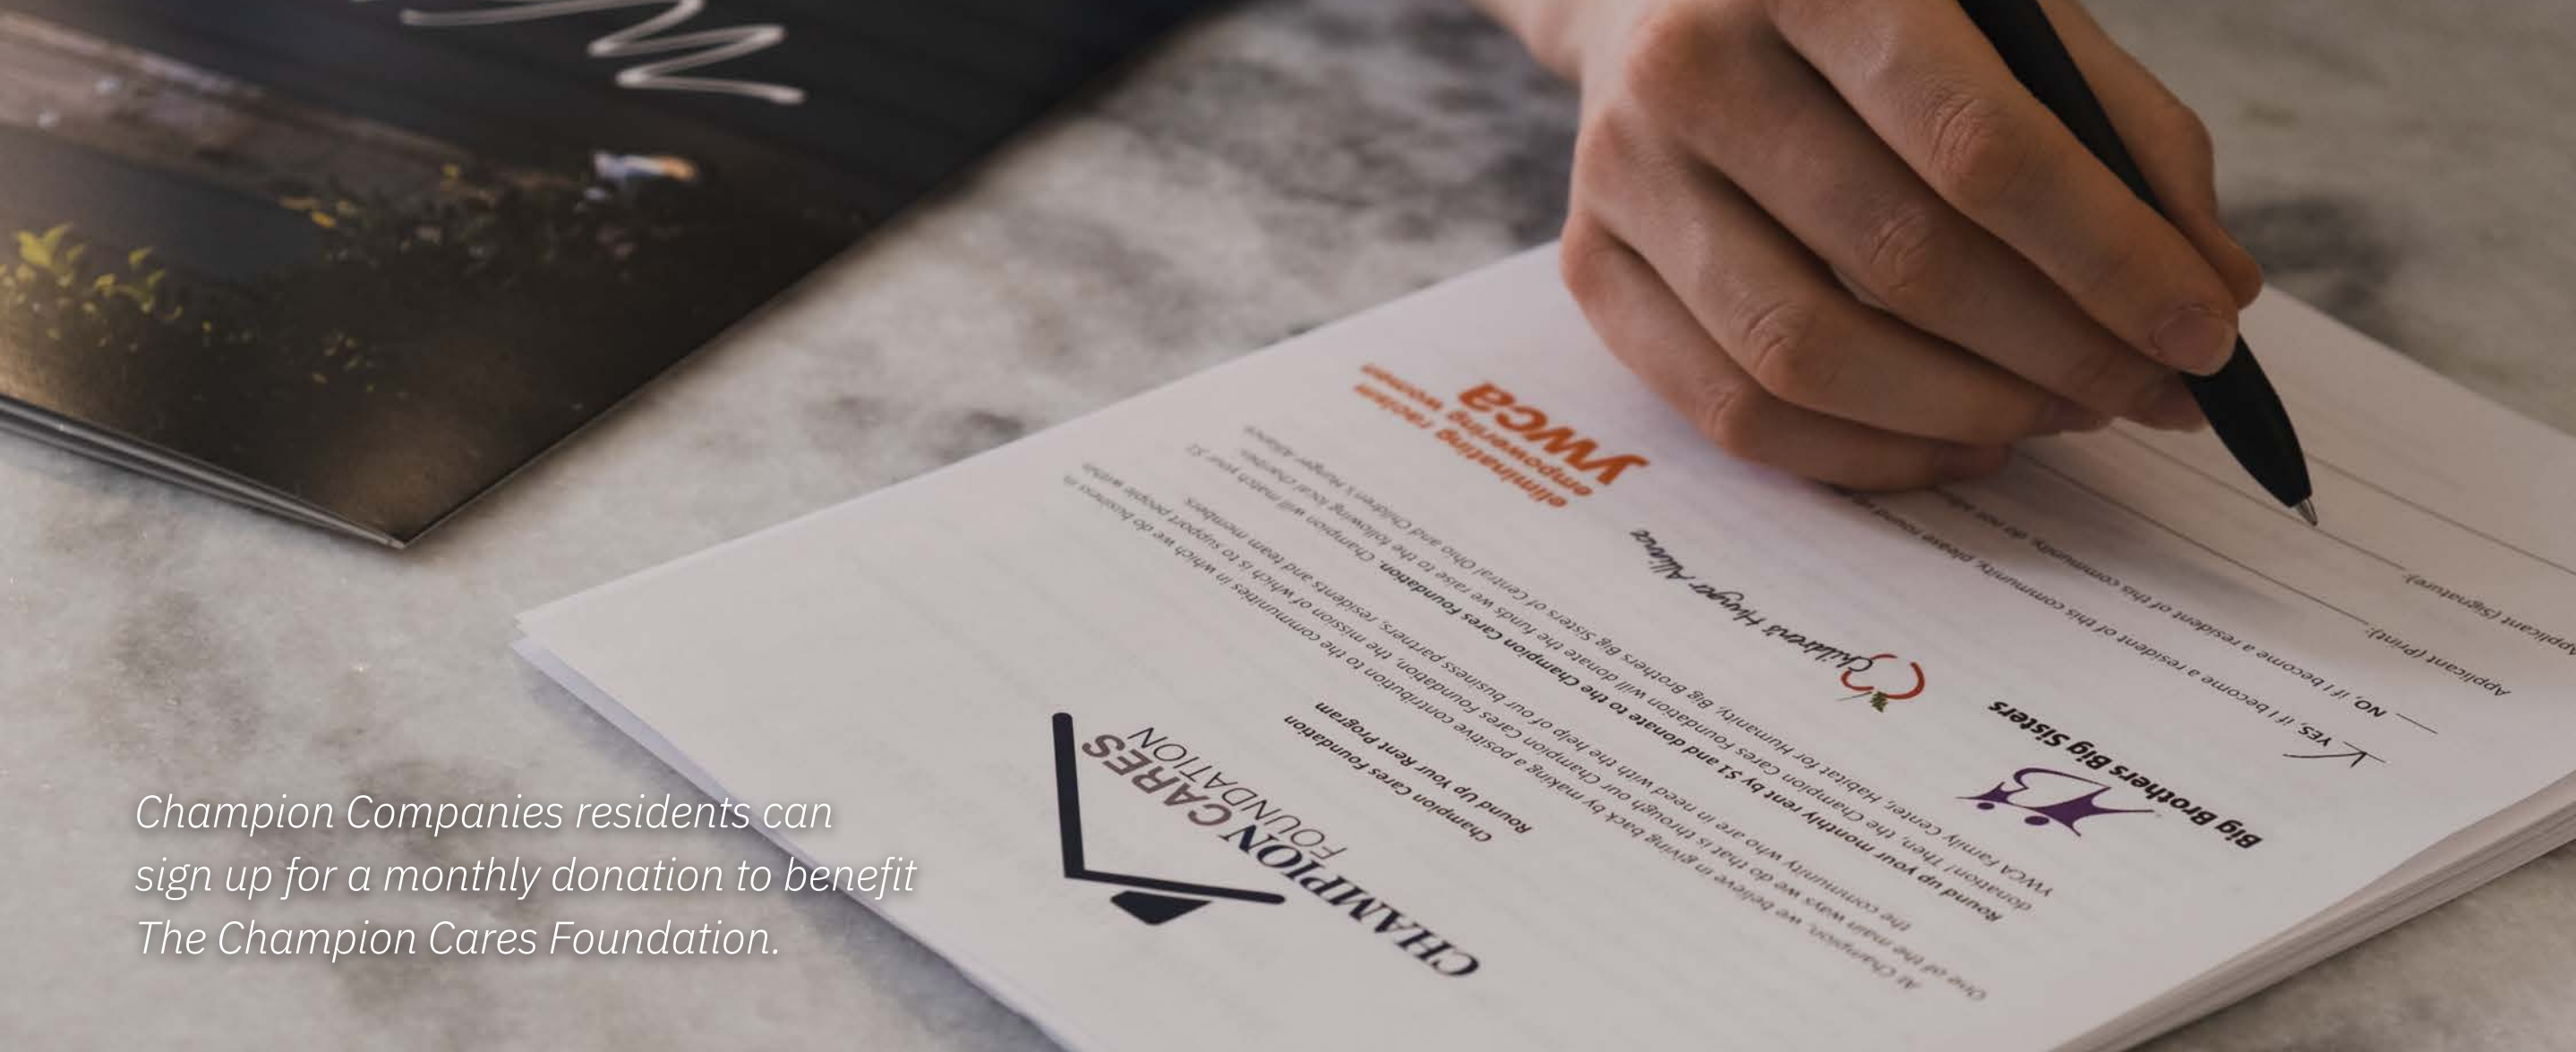 Champion Companies residents can
sign up for a monthly donation to benefit
The Champion Cares Foundation.
CHAMPION CARES
FOUNDATION
Champion Cares Foundation
Round Up Your Rent Program
At Champion, we believe in giving back by making a positive contribution to the communities in which we do business in
One of the main ways we do that is through our Champion Cares Foundation, the mission of which is to support people within
the community who are in need with the help of our business partners, residents and team members.
Round up your monthly rent by $1 and donate to the Champion Cares Foundation. Champion will match your $1
donation! Then, the Champion Cares Foundation will donate the funds we raise to the following local charities.
YWCA Family Center, Habitat for Humanity, Big Brothers Big Sisters of Central Ohio and Children's Hunger Alliance
Big Brothers Big Sisters
Children's Hunger Alliance
eliminating racism
empowering women
ywca
YES, if I become a resident of this community, please round
NO, if I become a resident of this community, do not
Applicant (Print):
Applicant (Signature):